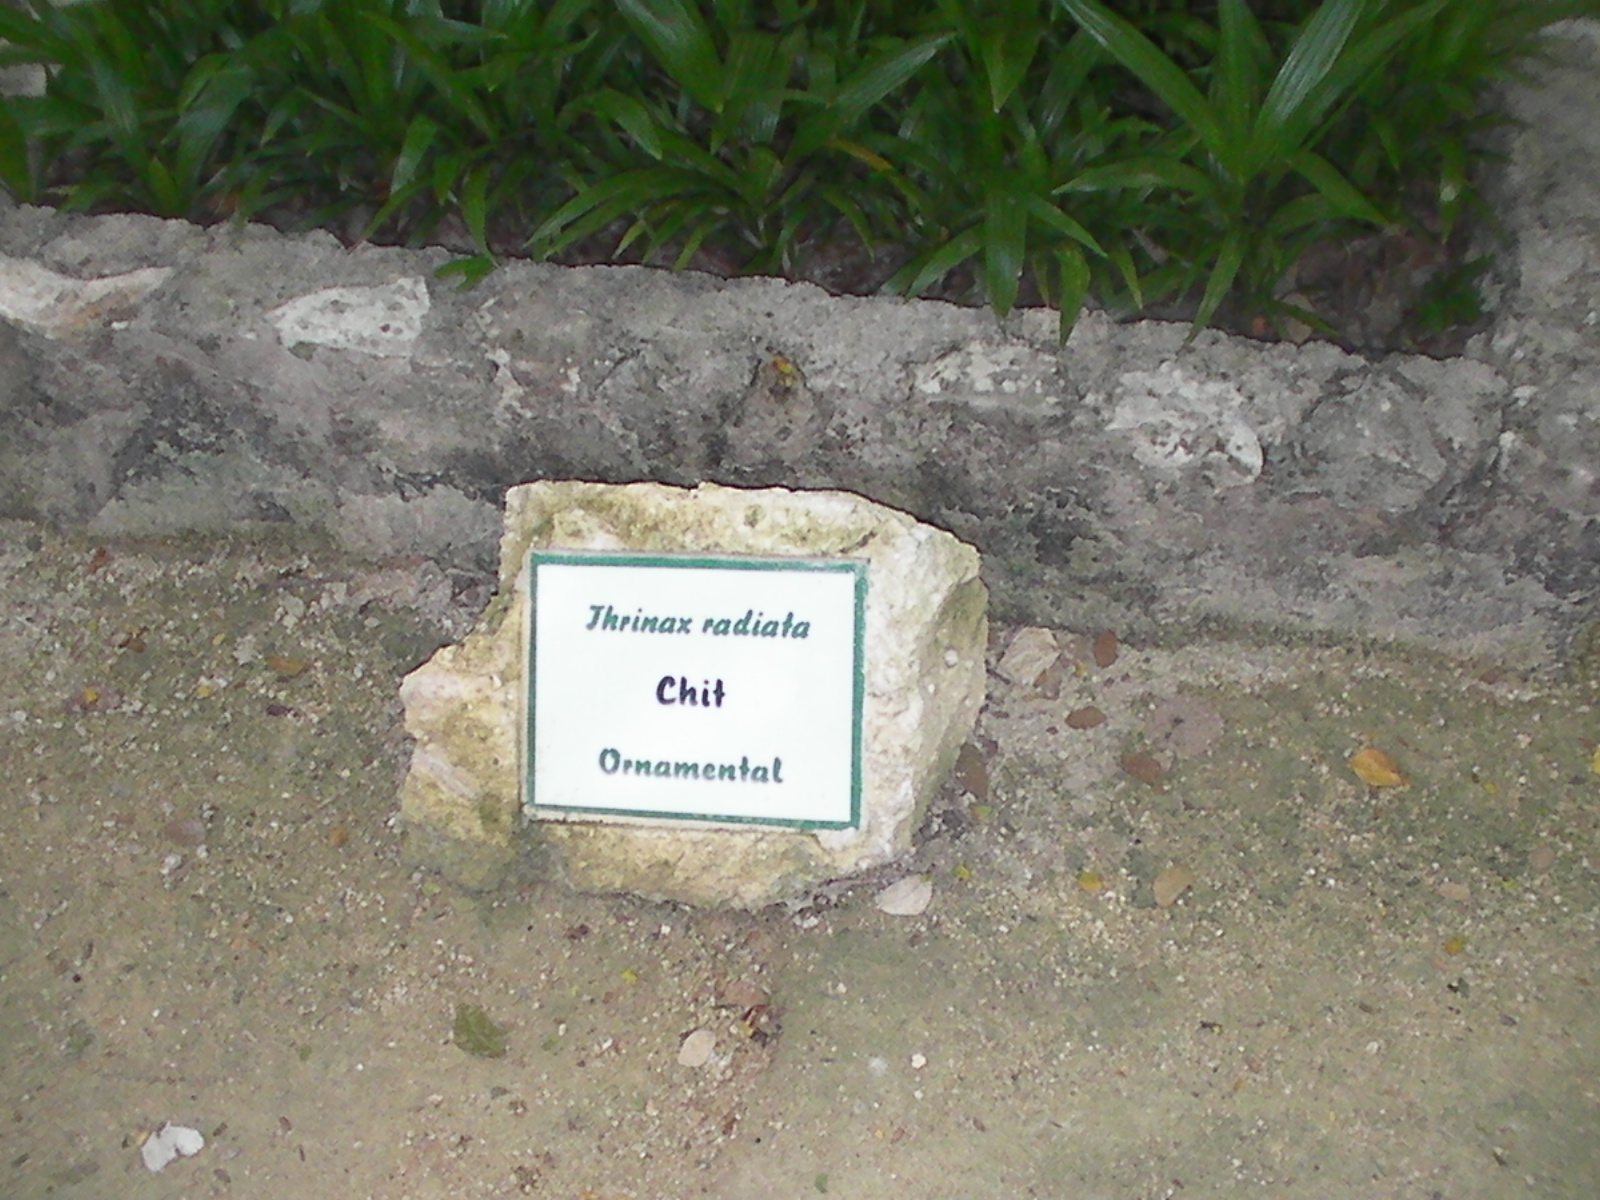 Thrinax radiata
Chit
Ornamental